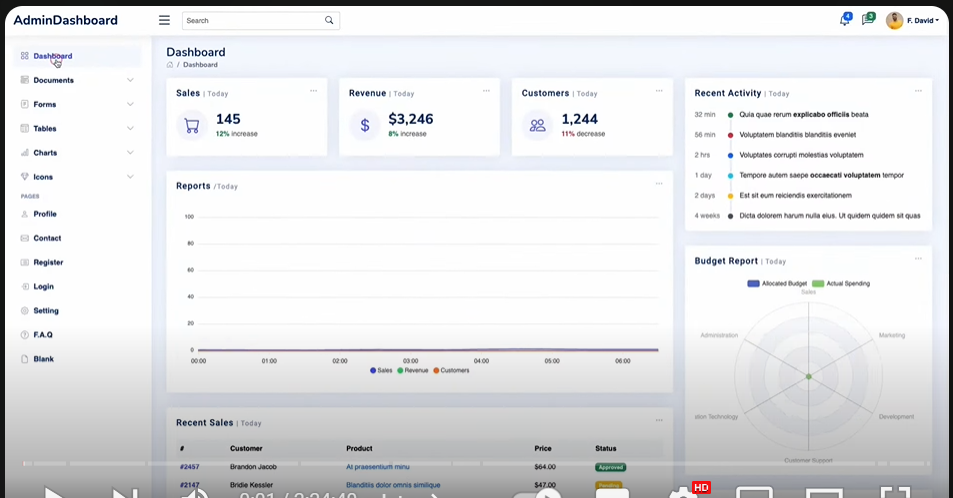 AdminDashboard
Search
4
3
F. David
Dashboard
Documents
Forms
Tables
Charts
Icons
PAGES
Profile
Contact
Register
Login
Setting
F.A.Q
Blank
Dashboard
/ Dashboard
Sales | Today
145
12% increase
Revenue | Today
$
$3,246
8% increase
Customers | Today
1,244
11% decrease
Reports /Today
100
80
60
40
20
0
00:00 01:00 02:00 03:00 04:00 05:00 06:00
Sales Revenue Customers
Recent Sales | Today
# Customer Product Price Status
#2457 Brandon Jacob At praesentium minu $64.00 Approved
#2147 Bridie Kessler Blanditiis dolor omnis similique $47.00 Pending
Recent Activity | Today
32 min Quia quae rerum explicabo officiis beata
56 min Voluptatem blanditiis blanditiis eveniet
2 hrs Voluptates corrupti molestias voluptatem
1 day Tempore autem saepe occaecati voluptatem tempor
2 days Est sit eum reiciendis exercitationem
4 weeks Dicta dolorem harum nulla eius. Ut quidem quidem sit quas
Budget Report | Today
Allocated Budget Actual Spending
Sales
Administration Marketing
Technology Development
Customer Support
HD